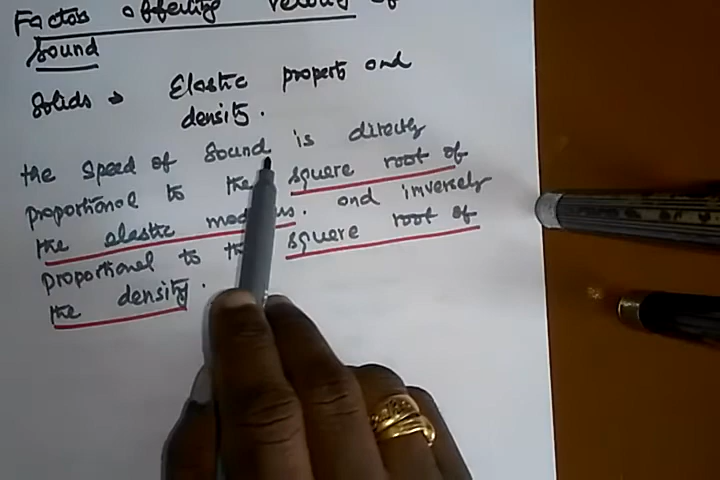 Factors affecting velocity of
Sound
Solids → Elastic property and
density.
the speed of sound is directly
proportional to the square root of
the elastic modulus. and inversely
proportional to the square root of
the density.